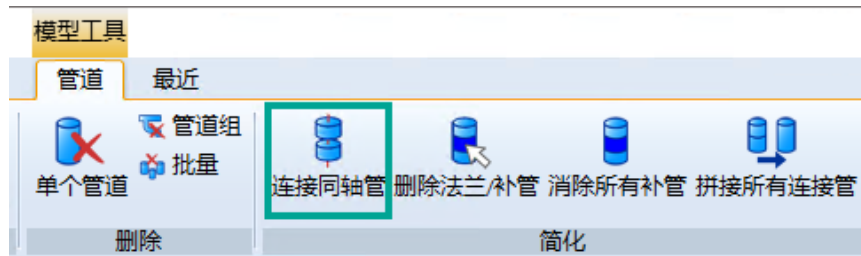 模型工具
管道
最近
管道组
批量
单个管道
连接同轴管
删除法兰/补管
消除所有补管
拼接所有连接管
删除
简化